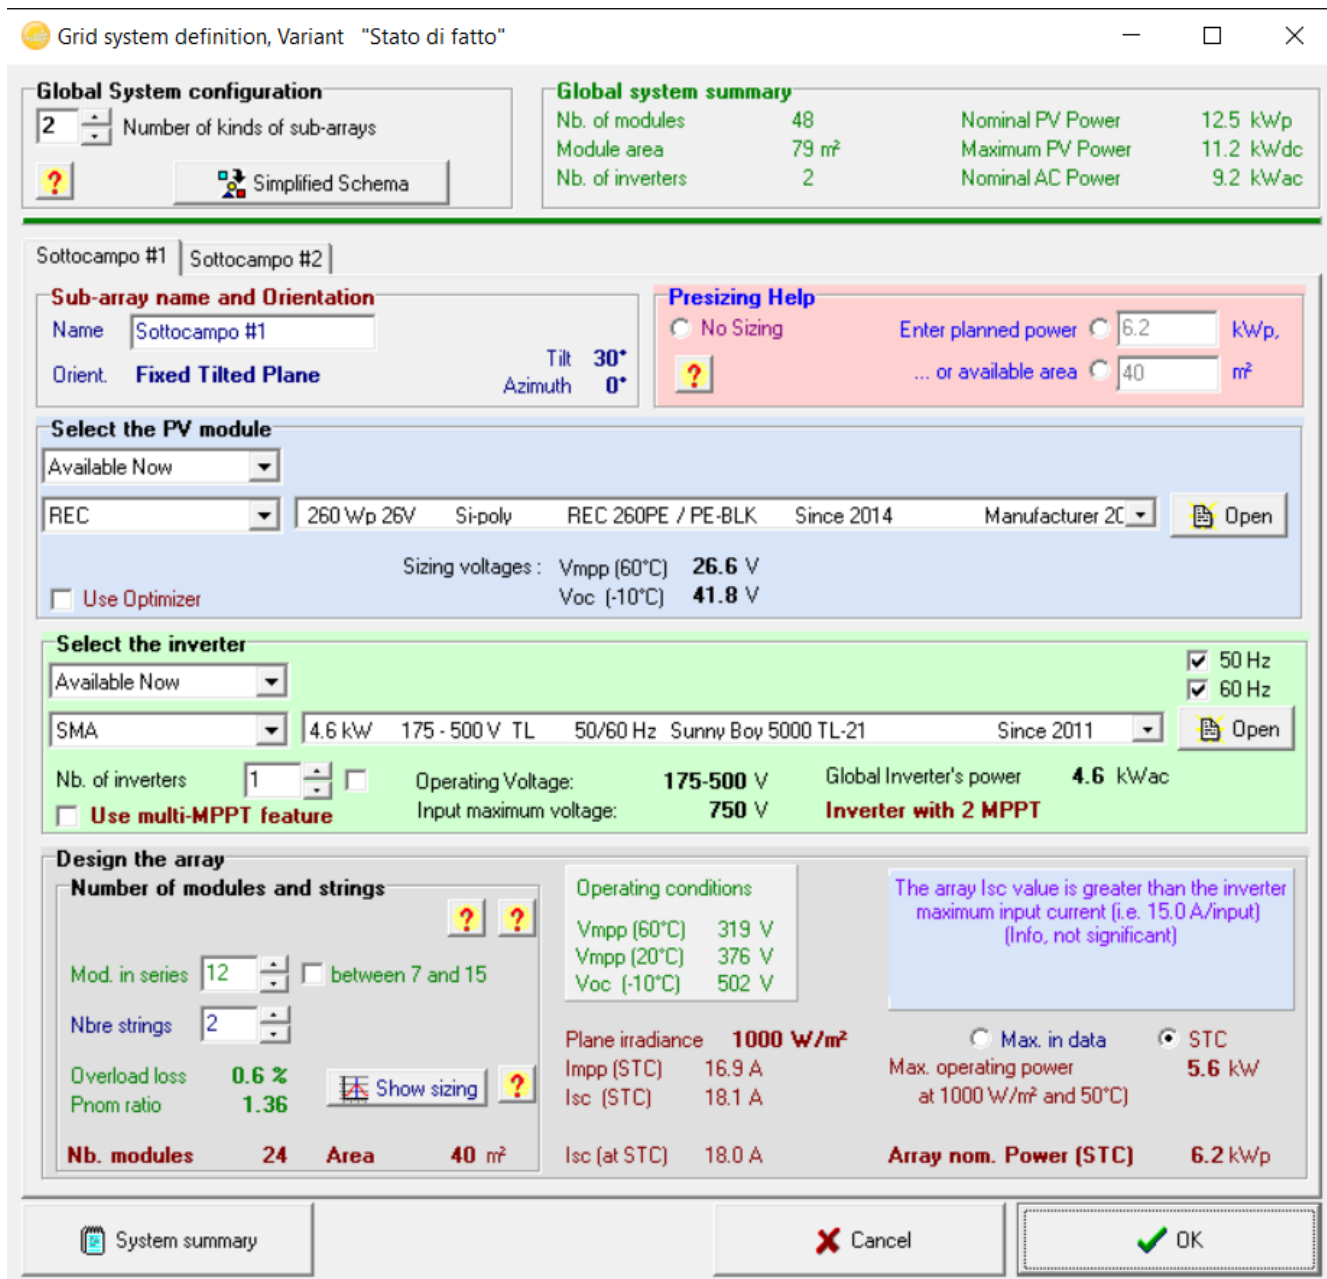 Grid system definition, Variant "Stato di fatto"
Global System configuration
2 Number of kinds of sub-arrays
? Simplified Schema
Global system summary
Nb. of modules 48 Nominal PV Power 12.5 kWp
Module area 79 m² Maximum PV Power 11.2 kWdc
Nb. of inverters 2 Nominal AC Power 9.2 kWac
Sottocampo #1 Sottocampo #2
Sub-array name and Orientation
Name Sottocampo #1
Orient. Fixed Tilted Plane
Tilt 30°
Azimuth 0°
Presizing Help
No Sizing Enter planned power 6.2 kWp,
? ... or available area 40 m²
Select the PV module
Available Now
REC 260 Wp 26V Si-poly REC 260PE / PE-BLK Since 2014 Manufacturer 20 Open
Sizing voltages : Vmpp (60°C) 26.6 V
Use Optimizer Voc (-10°C) 41.8 V
Select the inverter
50 Hz
Available Now
60 Hz
SMA 4.6 kW 175 - 500 V TL 50/60 Hz Sunny Boy 5000 TL-21 Since 2011 Open
Nb. of inverters 1 Operating Voltage: 175-500 V Global Inverter's power 4.6 kWac
Use multi-MPPT feature Input maximum voltage: 750 V Inverter with 2 MPPT
Design the array
Number of modules and strings
? ?
Mod. in series 12 between 7 and 15
Nbre strings 2
Overload loss 0.6 %
Pnom ratio 1.36
Show sizing ?
Nb. modules 24 Area 40 m²
Operating conditions
Vmpp (60°C) 319 V
Vmpp (20°C) 376 V
Voc (-10°C) 502 V
The array Isc value is greater than the inverter
maximum input current (i.e. 15.0 A/input)
(Info, not significant)
Plane irradiance 1000 W/m² Max. in data STC
Impp (STC) 16.9 A Max. operating power 5.6 kW
Isc (STC) 18.1 A at 1000 W/m² and 50°C)
Isc (at STC) 18.0 A Array nom. Power (STC) 6.2 kWp
System summary Cancel OK